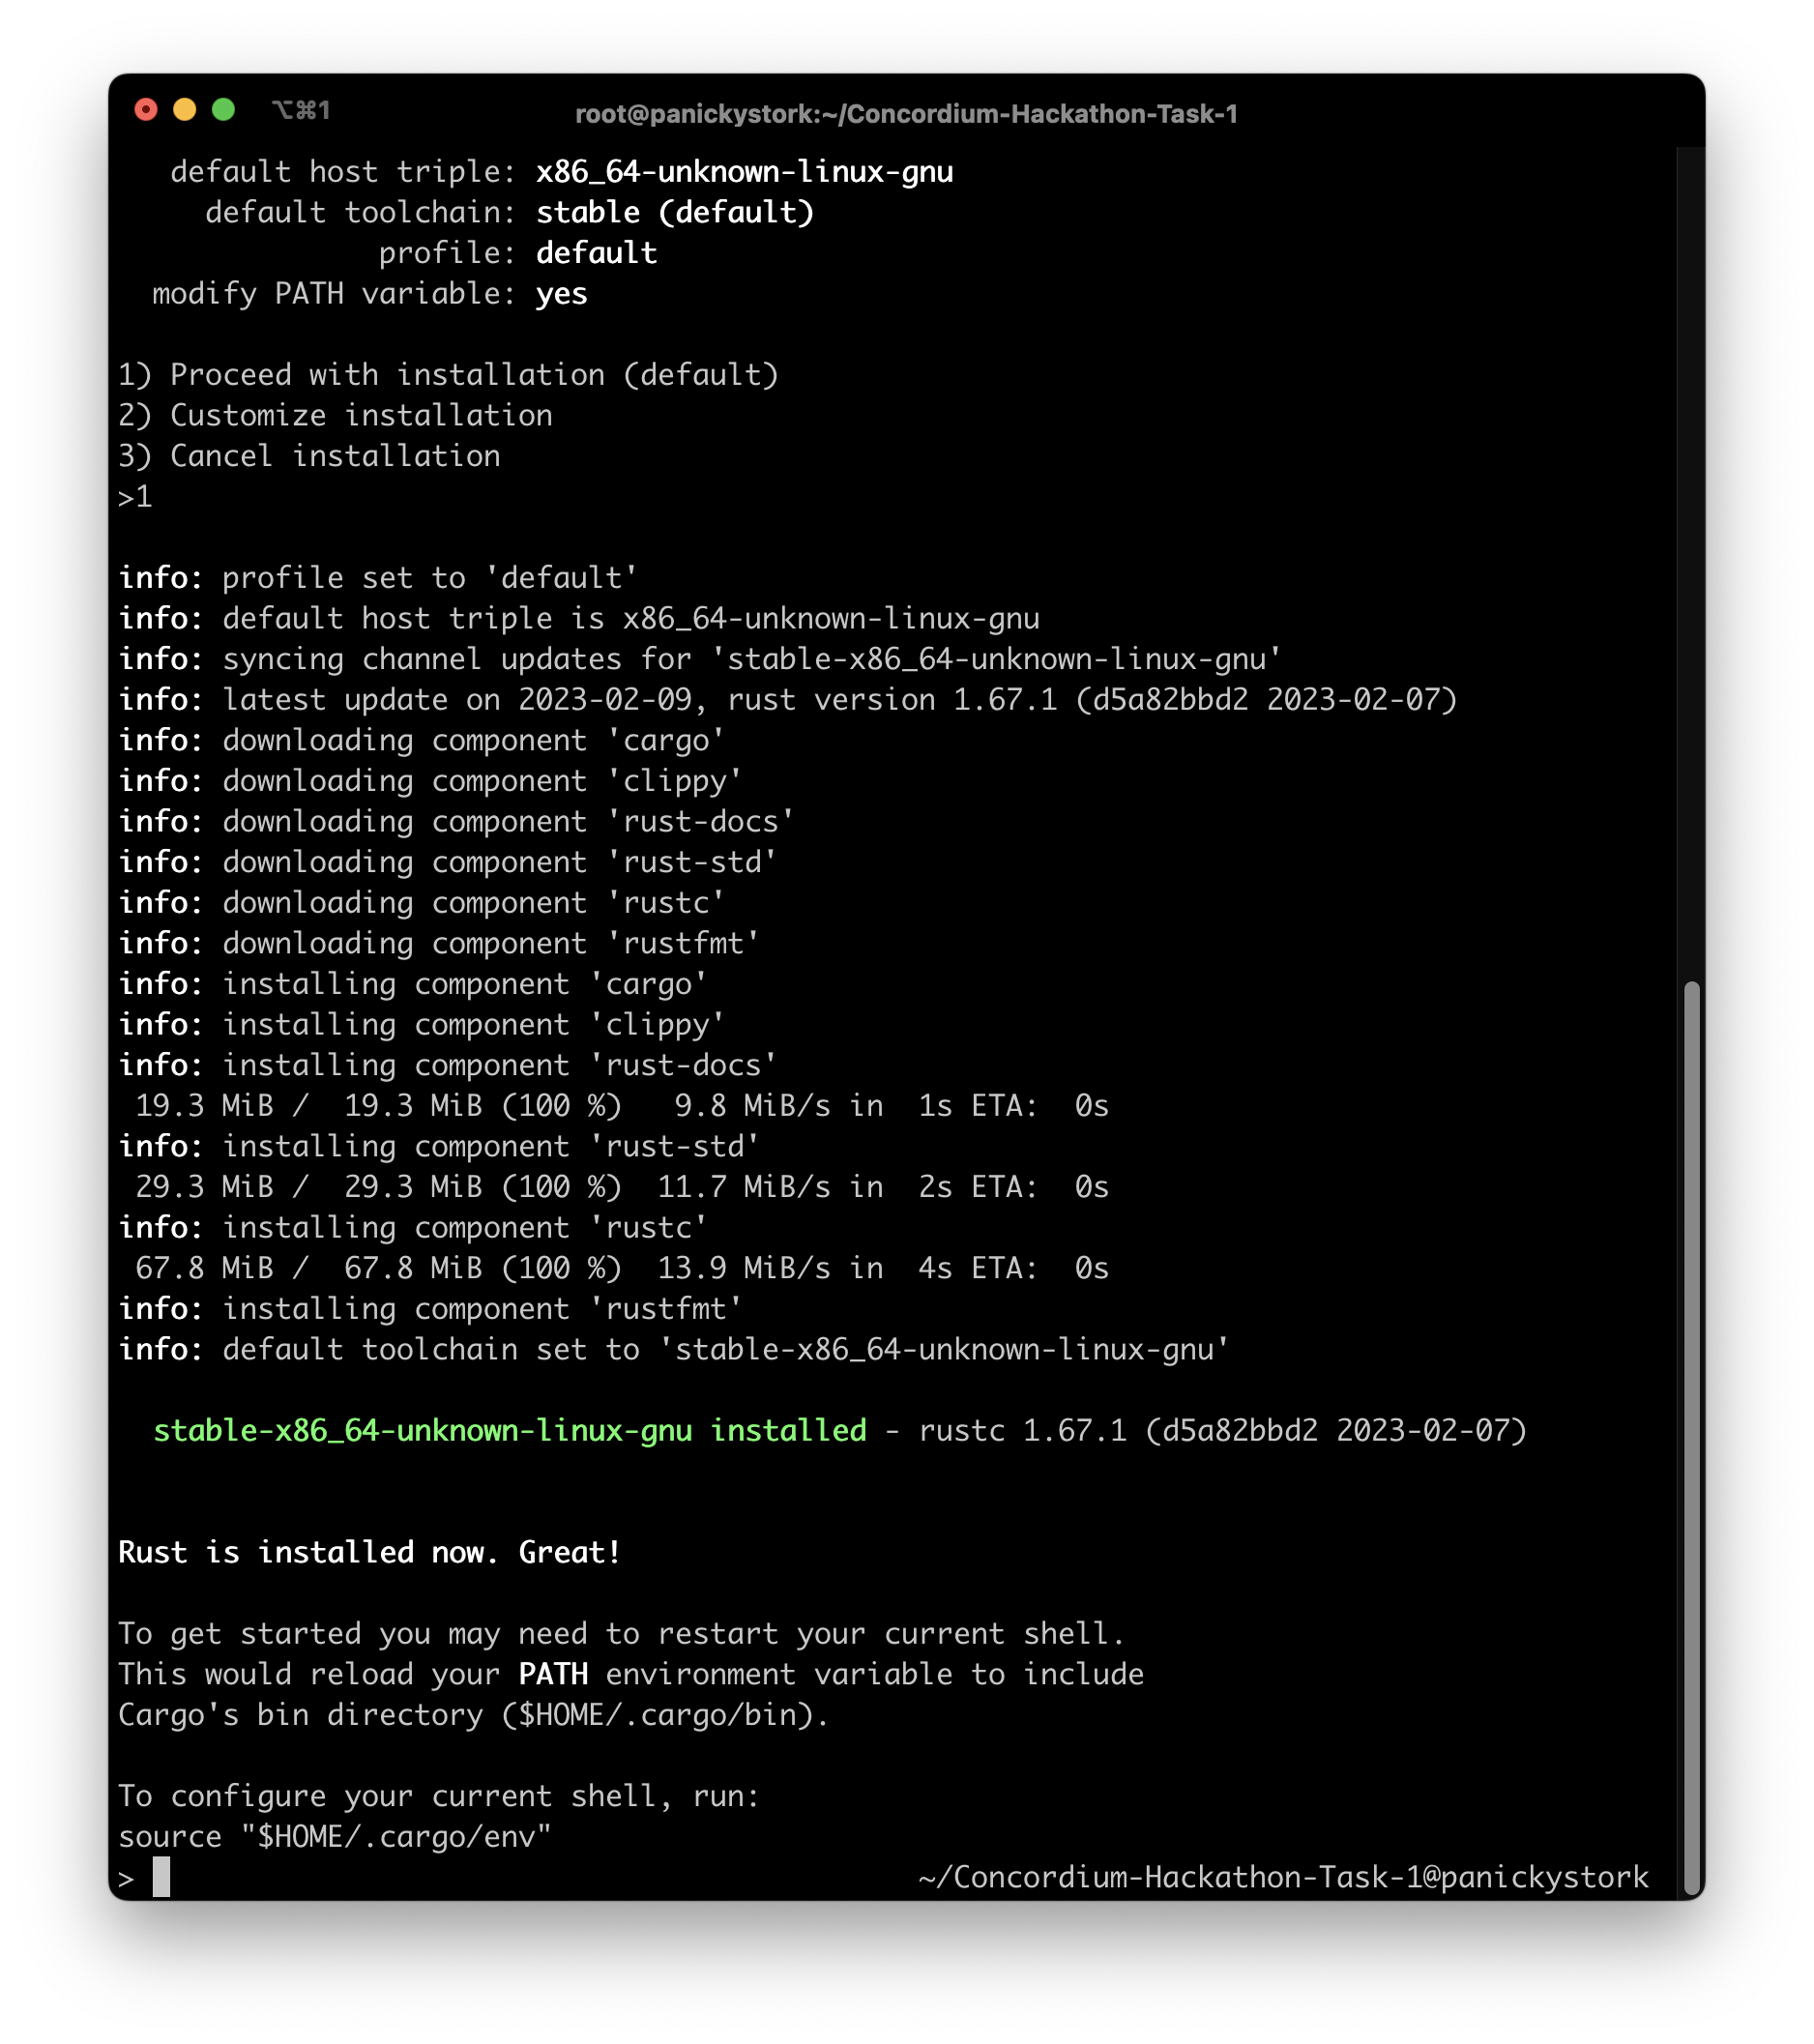 ⌥⌘1
root@panickystork:~/Concordium-Hackathon-Task-1
default host triple: x86_64-unknown-linux-gnu
default toolchain: stable (default)
profile: default
modify PATH variable: yes
1) Proceed with installation (default)
2) Customize installation
3) Cancel installation
>1
info: profile set to 'default'
info: default host triple is x86_64-unknown-linux-gnu
info: syncing channel updates for 'stable-x86_64-unknown-linux-gnu'
info: latest update on 2023-02-09, rust version 1.67.1 (d5a82bbd2 2023-02-07)
info: downloading component 'cargo'
info: downloading component 'clippy'
info: downloading component 'rust-docs'
info: downloading component 'rust-std'
info: downloading component 'rustc'
info: downloading component 'rustfmt'
info: installing component 'cargo'
info: installing component 'clippy'
info: installing component 'rust-docs'
19.3 MiB / 19.3 MiB (100 %) 9.8 MiB/s in 1s ETA: 0s
info: installing component 'rust-std'
29.3 MiB / 29.3 MiB (100 %) 11.7 MiB/s in 2s ETA: 0s
info: installing component 'rustc'
67.8 MiB / 67.8 MiB (100 %) 13.9 MiB/s in 4s ETA: 0s
info: installing component 'rustfmt'
info: default toolchain set to 'stable-x86_64-unknown-linux-gnu'
stable-x86_64-unknown-linux-gnu installed - rustc 1.67.1 (d5a82bbd2 2023-02-07)
Rust is installed now. Great!
To get started you may need to restart your current shell.
This would reload your PATH environment variable to include
Cargo's bin directory ($HOME/.cargo/bin).
To configure your current shell, run:
source "$HOME/.cargo/env"
> ~/Concordium-Hackathon-Task-1@panickystork